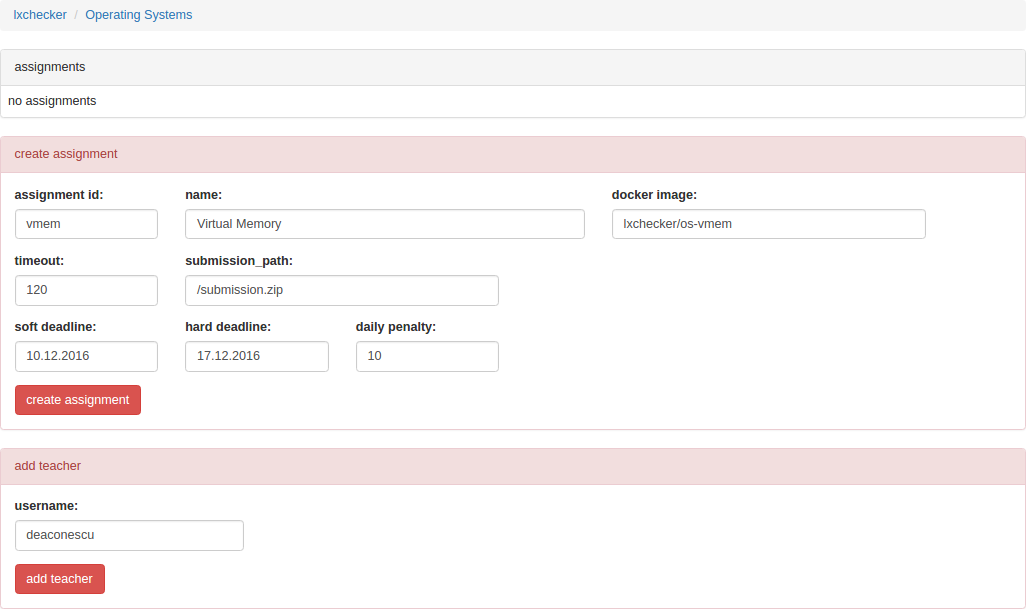 lxchecker / Operating Systems
assignments
no assignments
create assignment
assignment id: name: docker image:
vmem Virtual Memory lxchecker/os-vmem
timeout: submission_path:
120 /submission.zip
soft deadline: hard deadline: daily penalty:
10.12.2016 17.12.2016 10
create assignment
add teacher
username:
deaconescu
add teacher